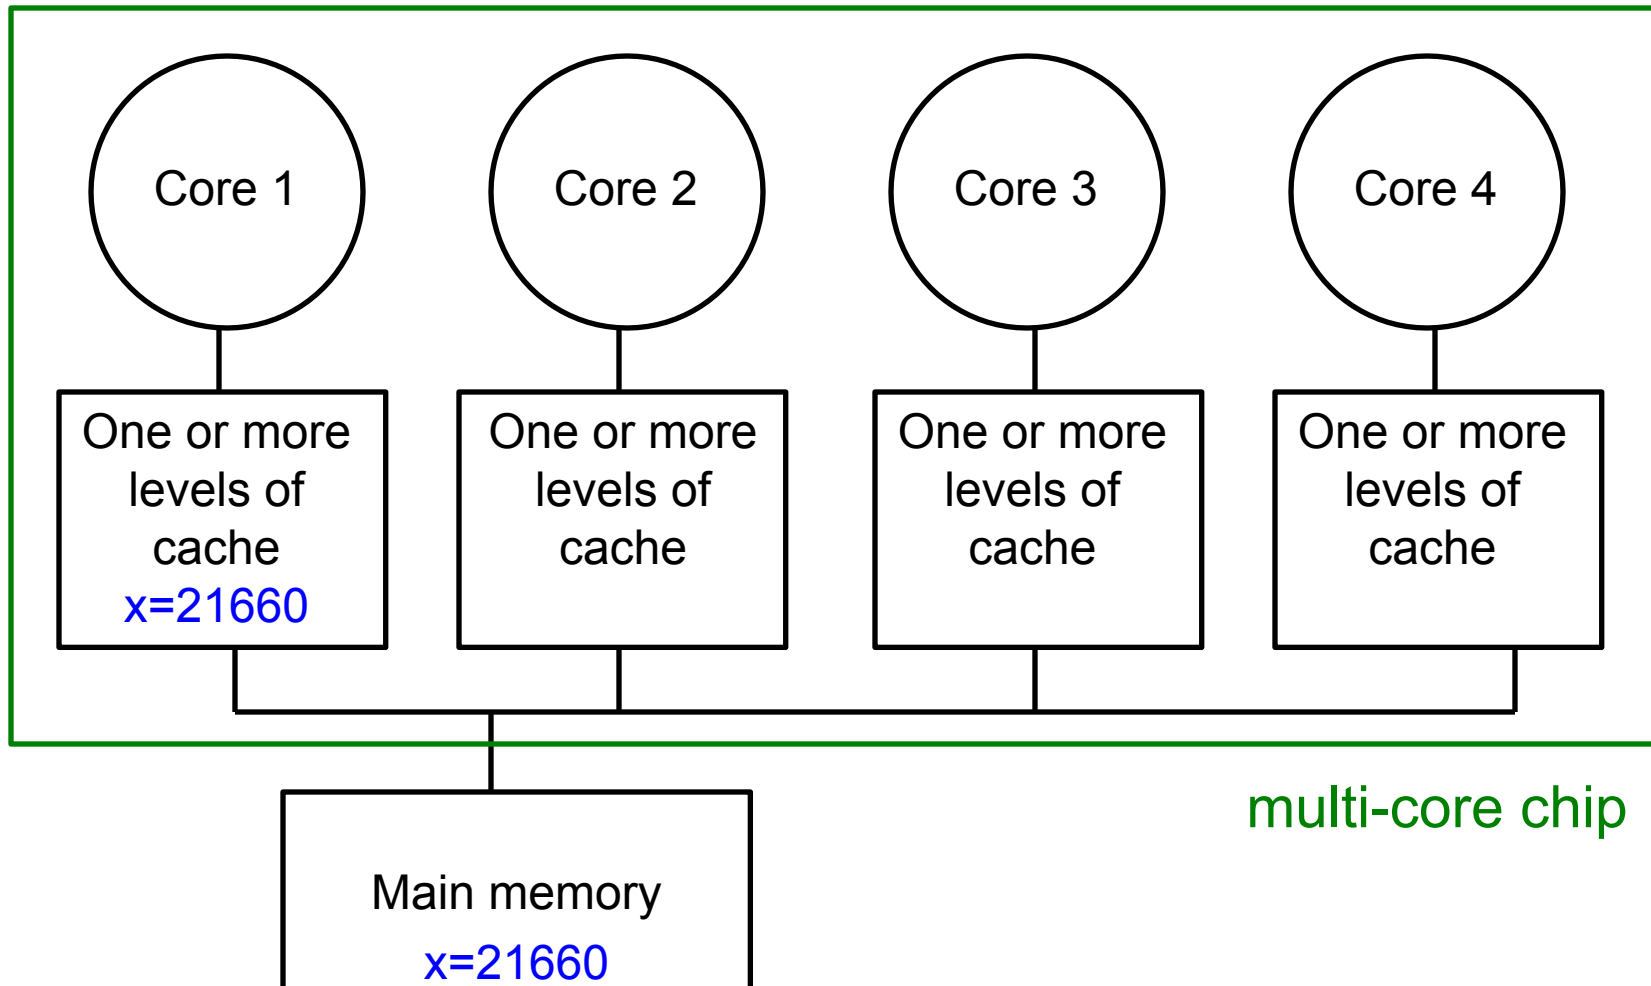 Core 1
Core 2
Core 3
Core 4
One or more
levels of
cache
x=21660
One or more
levels of
cache
One or more
levels of
cache
One or more
levels of
cache
multi-core chip
Main memory
x=21660